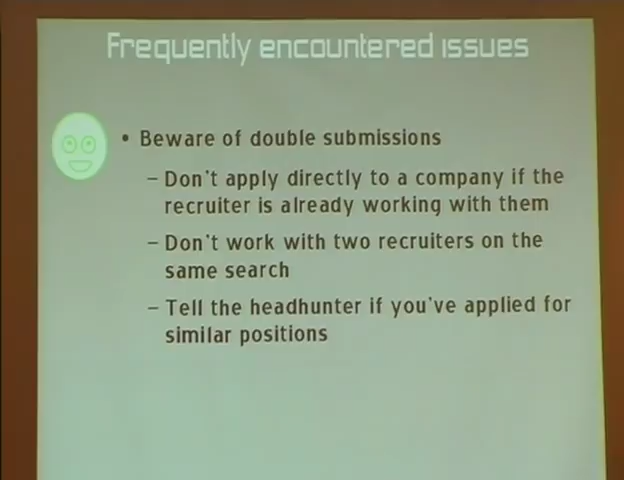 Frequently encountered issues
• Beware of double submissions
– Don't apply directly to a company if the
recruiter is already working with them
– Don't work with two recruiters on the
same search
– Tell the headhunter if you've applied for
similar positions